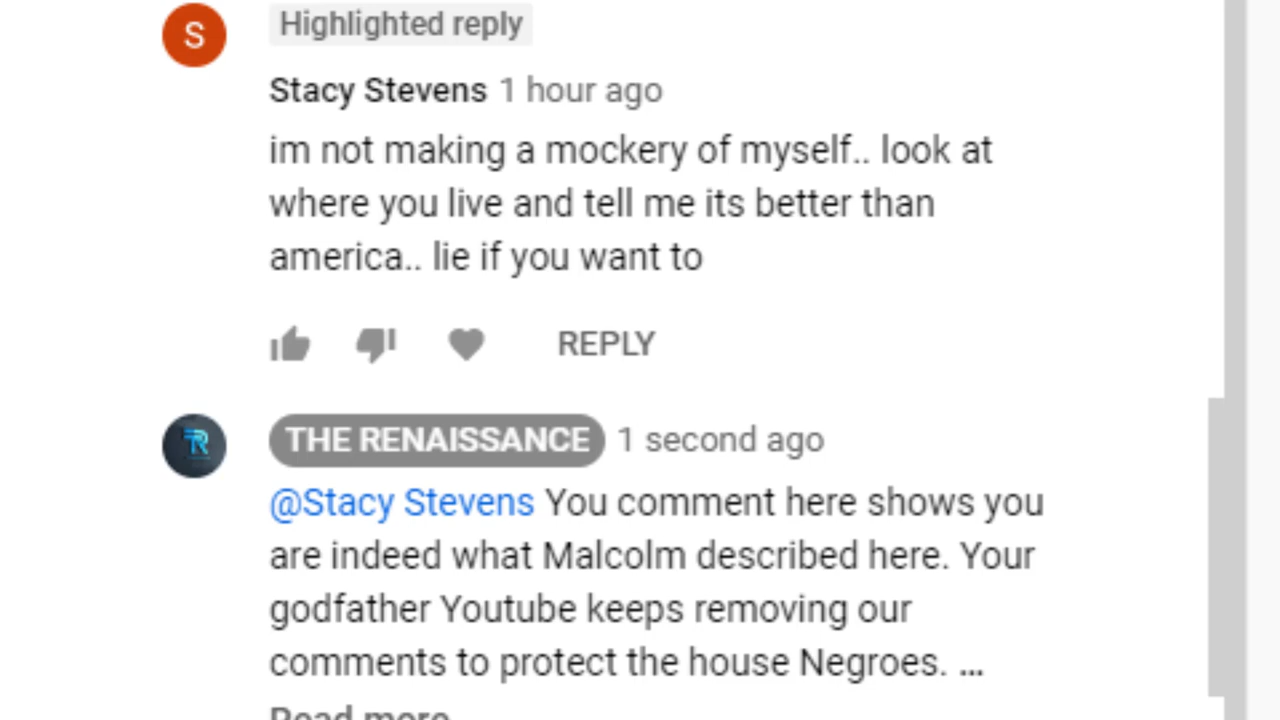 S
Highlighted reply
Stacy Stevens 1 hour ago
im not making a mockery of myself.. look at
where you live and tell me its better than
america.. lie if you want to
REPLY
THE RENAISSANCE 1 second ago
@Stacy Stevens You comment here shows you
are indeed what Malcolm described here. Your
godfather Youtube keeps removing our
comments to protect the house Negroes. ...
Read more